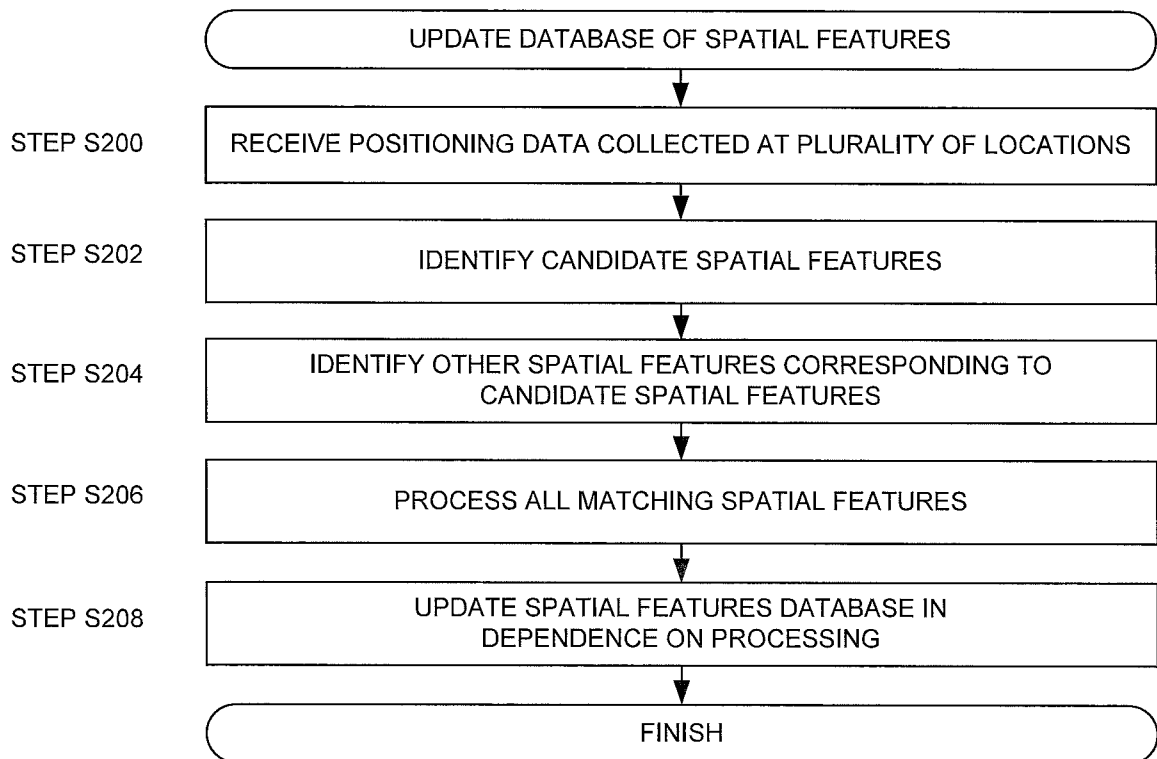 UPDATE DATABASE OF SPATIAL FEATURES
STEP S200
RECEIVE POSITIONING DATA COLLECTED AT PLURALITY OF LOCATIONS
STEP S202
IDENTIFY CANDIDATE SPATIAL FEATURES
STEP S204
IDENTIFY OTHER SPATIAL FEATURES CORRESPONDING TO
CANDIDATE SPATIAL FEATURES
STEP S206
PROCESS ALL MATCHING SPATIAL FEATURES
STEP S208
UPDATE SPATIAL FEATURES DATABASE IN
DEPENDENCE ON PROCESSING
FINISH